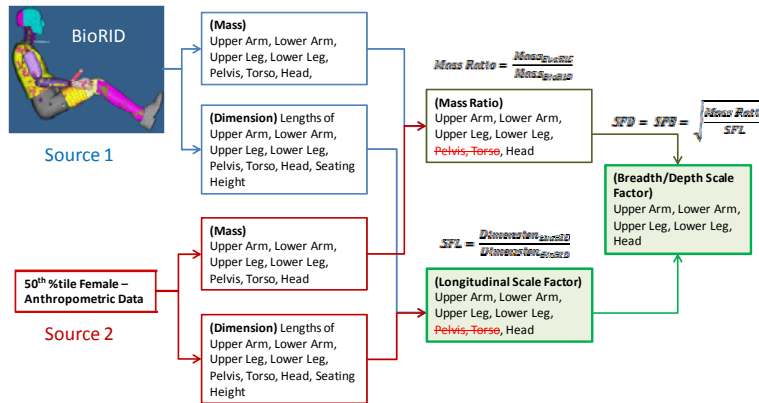 BioRID
Source 1
(Mass)
Upper Arm, Lower Arm,
Upper Leg, Lower Leg,
Pelvis, Torso, Head,
(Dimension) Lengths of
Upper Arm, Lower Arm,
Upper Leg, Lower Leg,
Pelvis, Torso, Head, Seating
Height
50th %tile Female –
Anthropometric Data
Source 2
(Mass)
Upper Arm, Lower Arm,
Upper Leg, Lower Leg,
Pelvis, Torso, Head
(Dimension) Lengths of
Upper Arm, Lower Arm,
Upper Leg, Lower Leg,
Pelvis, Torso, Head, Seating
Height
Mass Ratio = Mass_EvaRID / Mass_BioRID
(Mass Ratio)
Upper Arm, Lower Arm,
Upper Leg, Lower Leg,
Pelvis, Torso, Head
SFL = Dimension_EvaRID / Dimension_BioRID
(Longitudinal Scale Factor)
Upper Arm, Lower Arm,
Upper Leg, Lower Leg,
Pelvis, Torso, Head
SFD = SFB = √(Mass Ratio / SFL)
(Breadth/Depth Scale
Factor)
Upper Arm, Lower Arm,
Upper Leg, Lower Leg,
Head